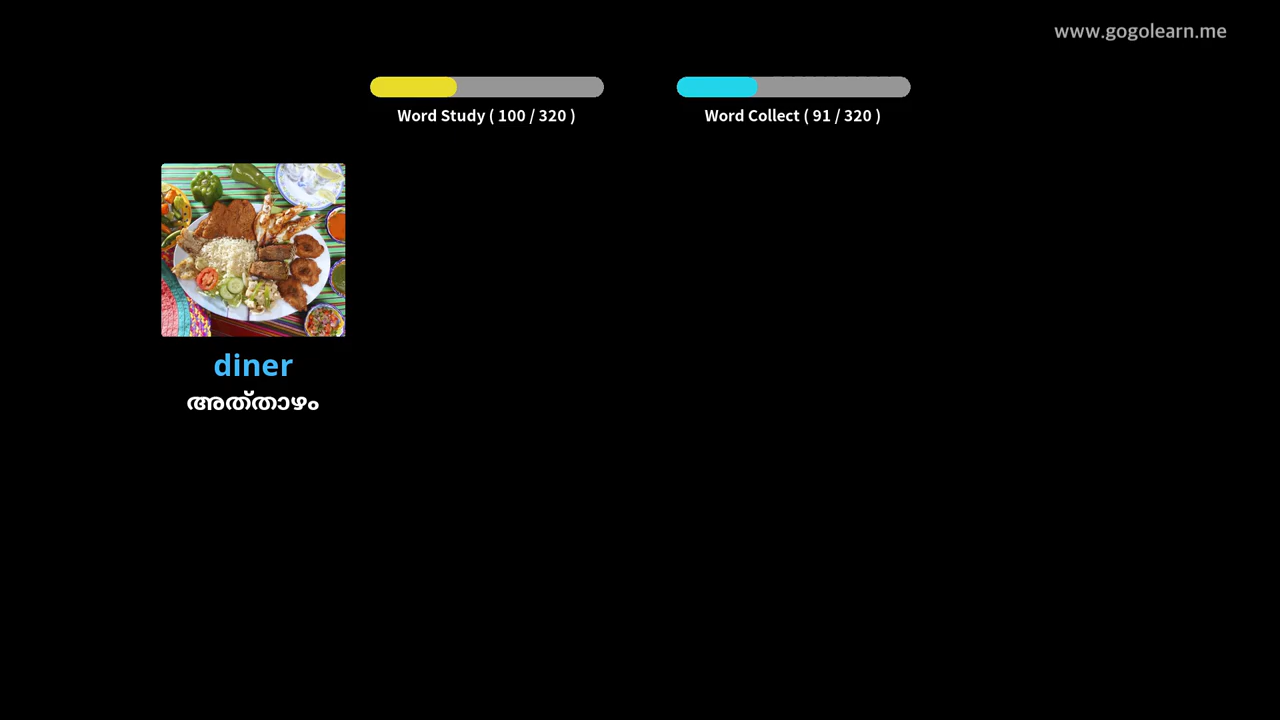 www.gogolearn.me
Word Study ( 100 / 320 )
Word Collect ( 91 / 320 )
diner
അത്താഴം